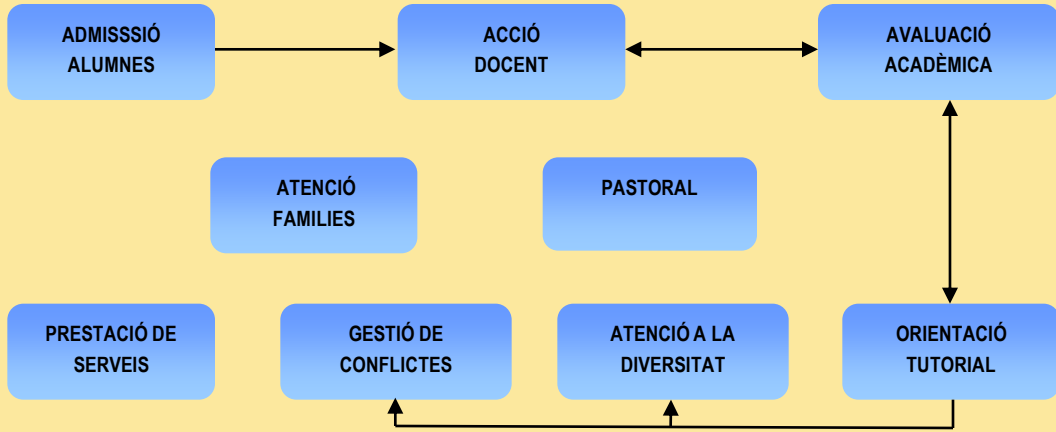 ADMISSSIÓ
ALUMNES
ACCIÓ
DOCENT
AVALUACIÓ
ACADÈMICA
ATENCIÓ
FAMILIES
PASTORAL
PRESTACIÓ DE
SERVEIS
GESTIÓ DE
CONFLICTES
ATENCIÓ A LA
DIVERSITAT
ORIENTACIÓ
TUTORIAL